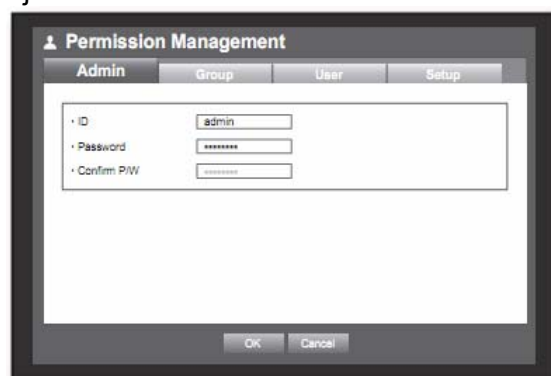 Permission Management
Admin Group User Setup
· ID admin
· Password ********
· Confirm P/W ********
OK Cancel